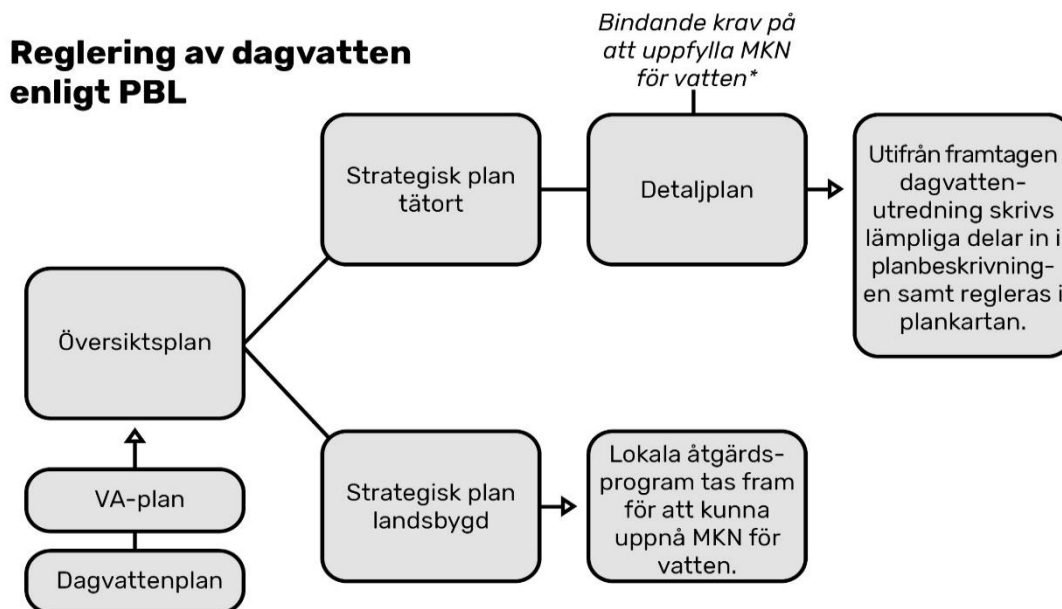 Reglering av dagvatten
enligt PBL
Bindande krav på
att uppfylla MKN
för vatten*
Strategisk plan
tätort
Detaljplan
Utifrån framtagen
dagvatten-
utredning skrivs
lämpliga delar in i
planbeskrivning-
en samt regleras i
plankartan.
Översiktsplan
VA-plan
Dagvattenplan
Strategisk plan
landsbygd
Lokala åtgärds-
program tas fram
för att kunna
uppnå MKN för
vatten.